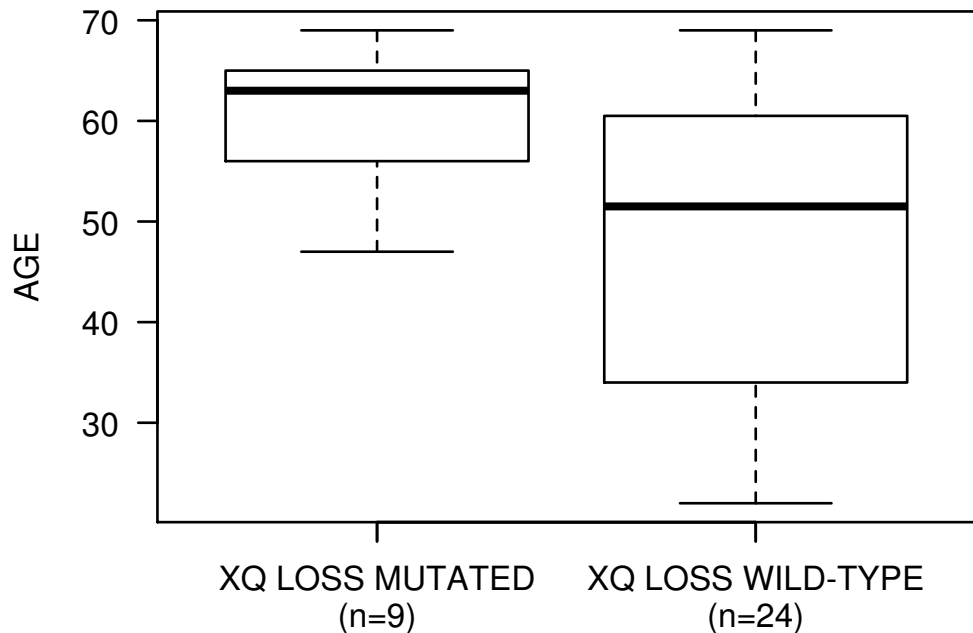 70
60
50
40
30
AGE
XQ LOSS MUTATED
(n=9)
XQ LOSS WILD-TYPE
(n=24)